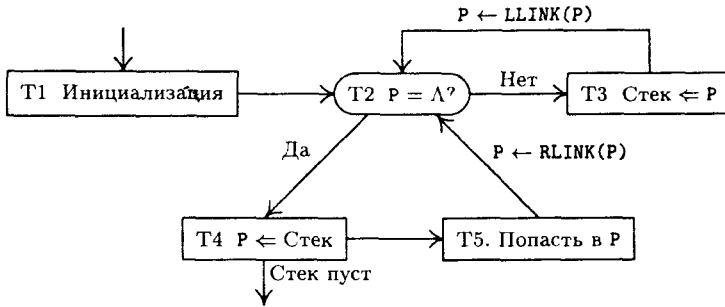 P ← LLINK(P)
T1 Инициализация
T2 P = Λ?
Нет
T3 Стек ⇐ P
Да
P ← RLINK(P)
T4 P ⇐ Стек
T5. Попасть в P
Стек пуст